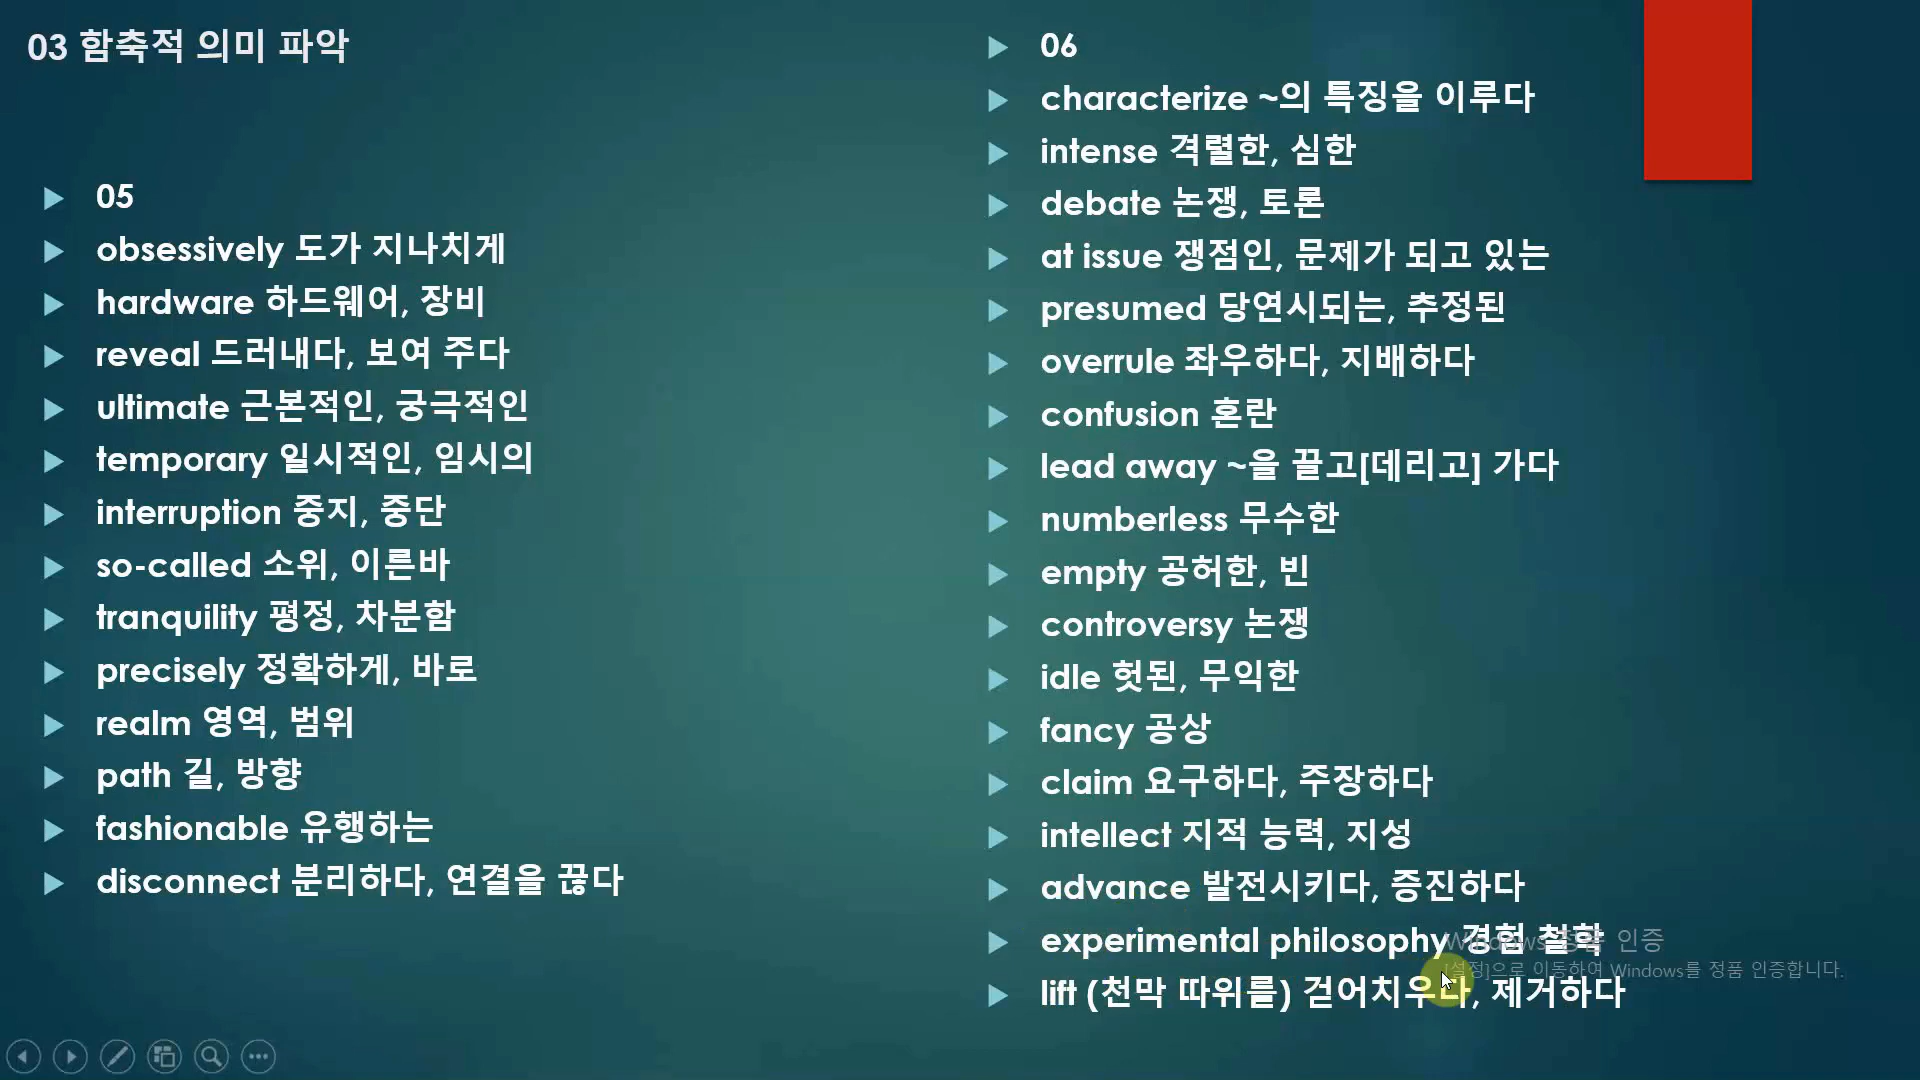 03 함축적 의미 파악
05
obsessively 도가 지나치게
hardware 하드웨어, 장비
reveal 드러내다, 보여 주다
ultimate 근본적인, 궁극적인
temporary 일시적인, 임시의
interruption 중지, 중단
so-called 소위, 이른바
tranquility 평정, 차분함
precisely 정확하게, 바로
realm 영역, 범위
path 길, 방향
fashionable 유행하는
disconnect 분리하다, 연결을 끊다
06
characterize ~의 특징을 이루다
intense 격렬한, 심한
debate 논쟁, 토론
at issue 쟁점인, 문제가 되고 있는
presumed 당연시되는, 추정된
overrule 좌우하다, 지배하다
confusion 혼란
lead away ~을 끌고[데리고] 가다
numberless 무수한
empty 공허한, 빈
controversy 논쟁
idle 헛된, 무익한
fancy 공상
claim 요구하다, 주장하다
intellect 지적 능력, 지성
advance 발전시키다, 증진하다
experimental philosophy 경험 철학
lift (천막 따위를) 걷어치우다, 제거하다
Windows 정품 인증
[설정]으로 이동하여 Windows를 정품 인증합니다.